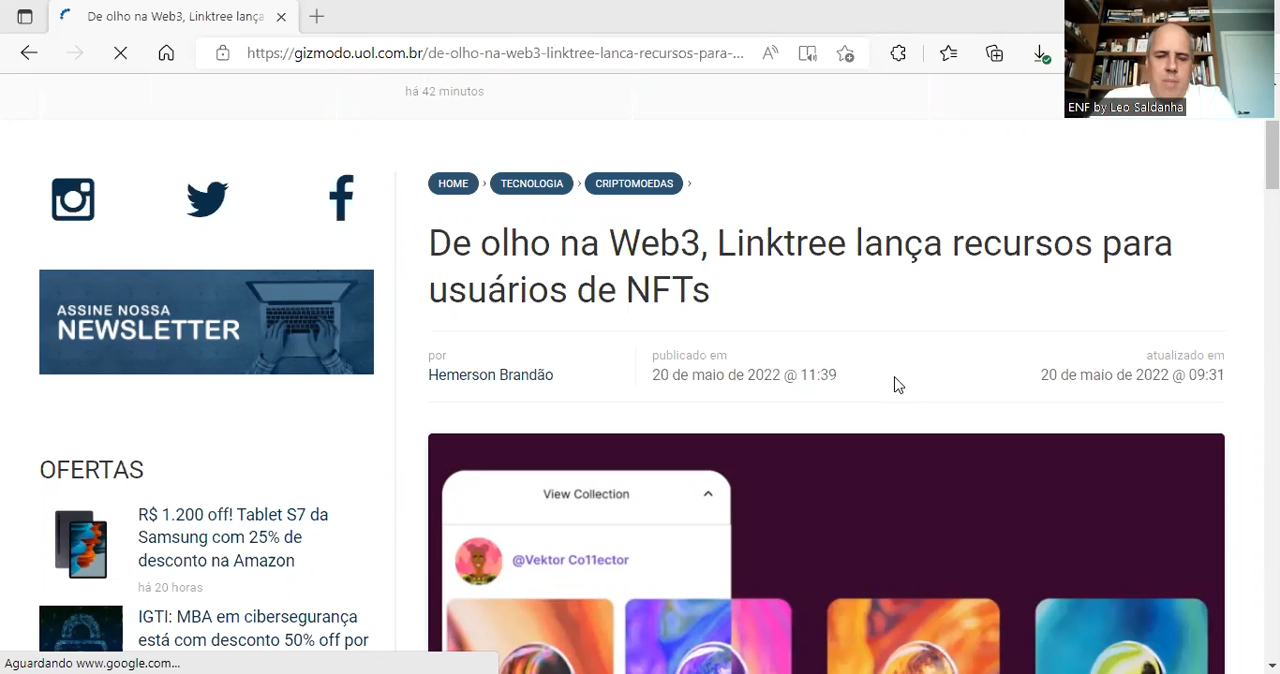 De olho na Web3, Linktree lança
https://gizmodo.uol.com.br/de-olho-na-web3-linktree-lanca-recursos-para-...
ENF by Leo Saldanha
há 42 minutos
HOME › TECNOLOGIA › CRIPTOMOEDAS ›
De olho na Web3, Linktree lança recursos para
usuários de NFTs
por
Hemerson Brandão
publicado em
20 de maio de 2022 @ 11:39
atualizado em
20 de maio de 2022 @ 09:31
ASSINE NOSSA
NEWSLETTER
OFERTAS
R$ 1.200 off! Tablet S7 da
Samsung com 25% de
desconto na Amazon
há 20 horas
IGTI: MBA em cibersegurança
está com desconto 50% off por
View Collection
@Vektor Co11ector
Aguardando www.google.com...